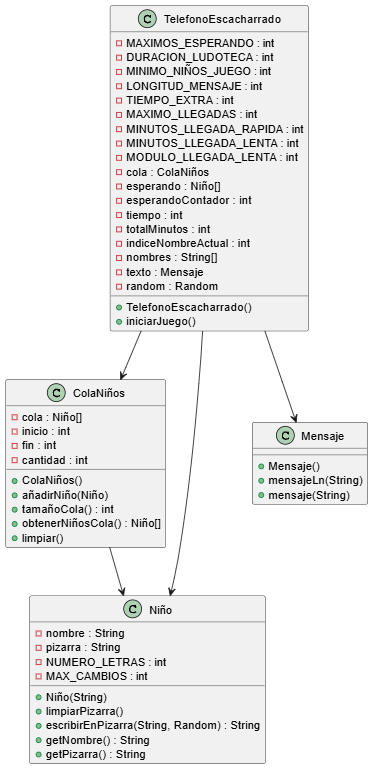 C TelefonoEscacharrado
MAXIMOS_ESPERANDO : int
DURACION_LUDOTECA : int
MINIMO_NIÑOS_JUEGO : int
LONGITUD_MENSAJE : int
TIEMPO_EXTRA : int
MAXIMO_LLEGADAS : int
MINUTOS_LLEGADA_RAPIDA : int
MINUTOS_LLEGADA_LENTA : int
MODULO_LLEGADA_LENTA : int
cola : ColaNiños
esperando : Niño[]
esperandoContador : int
tiempo : int
totalMinutos : int
indiceNombreActual : int
nombres : String[]
texto : Mensaje
random : Random
TelefonoEscacharrado()
iniciarJuego()
C ColaNiños
cola : Niño[]
inicio : int
fin : int
cantidad : int
ColaNiños()
añadirNiño(Niño)
tamañoCola() : int
obtenerNiñosCola() : Niño[]
limpiar()
C Mensaje
Mensaje()
mensajeLn(String)
mensaje(String)
C Niño
nombre : String
pizarra : String
NUMERO_LETRAS : int
MAX_CAMBIOS : int
Niño(String)
limpiarPizarra()
escribirEnPizarra(String, Random) : String
getNombre() : String
getPizarra() : String